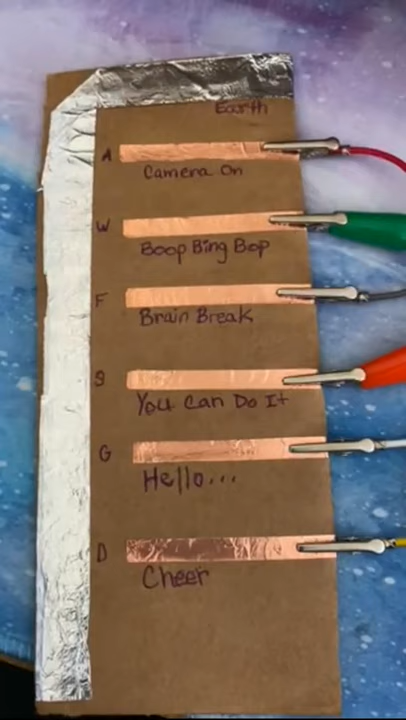 Earth
A
Camera On
W
Boop Bing Bop
F
Brain Break
S
You Can Do It
G
Hello...
D
Cheer